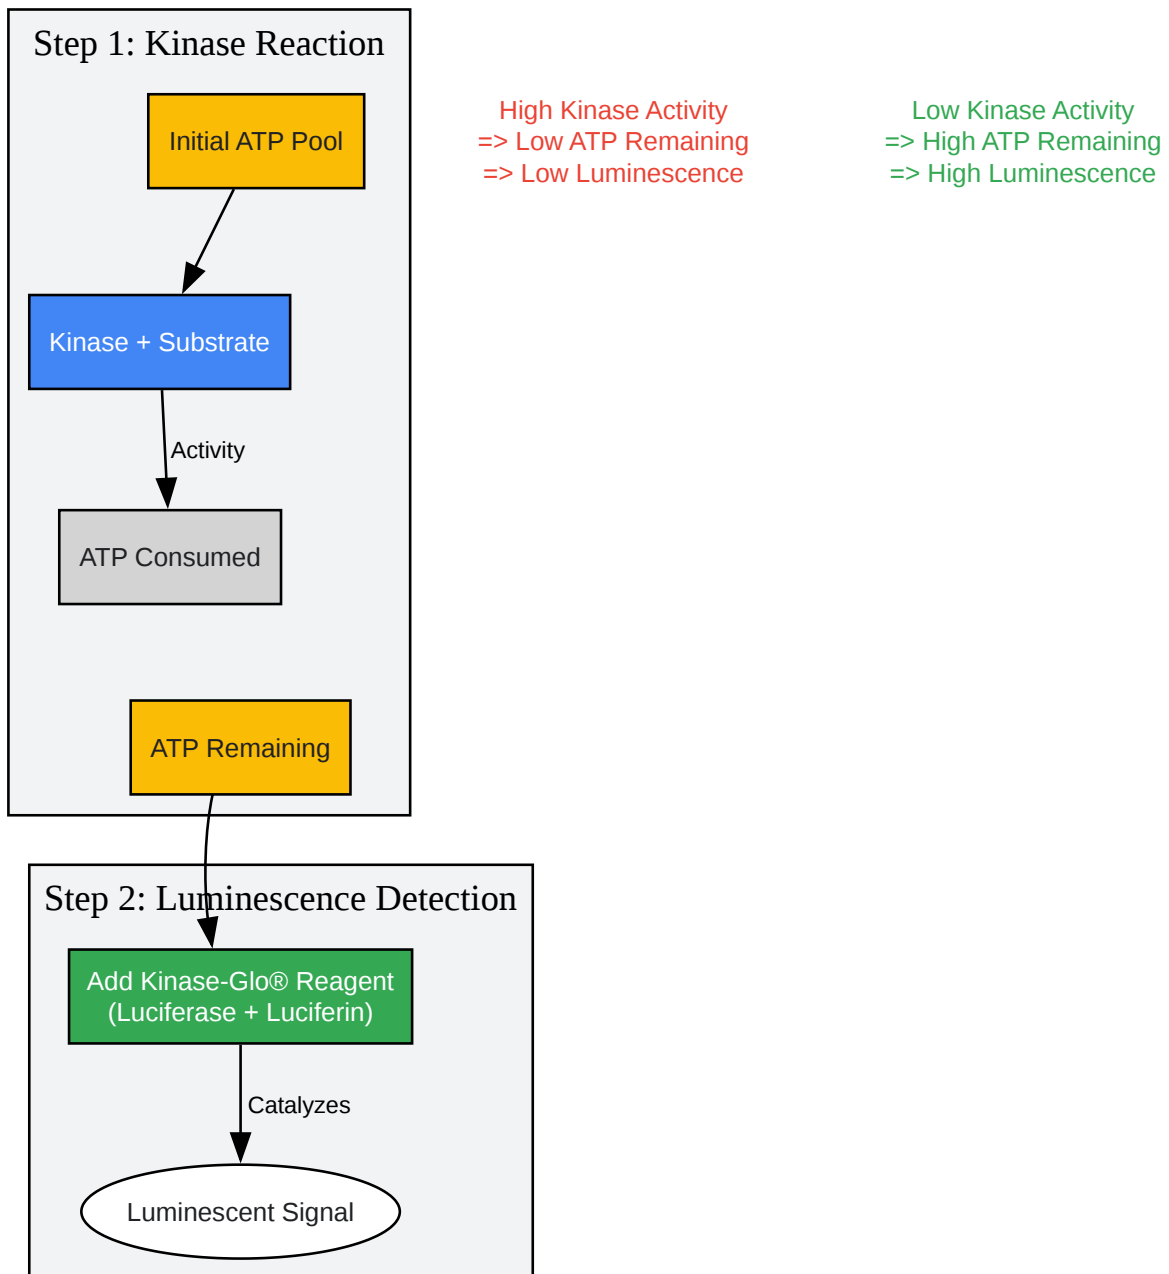 Step 1: Kinase Reaction
Initial ATP Pool
High Kinase Activity
=> Low ATP Remaining
=> Low Luminescence
Low Kinase Activity
=> High ATP Remaining
=> High Luminescence
Kinase + Substrate
Activity
ATP Consumed
ATP Remaining
Step 2: Luminescence Detection
Add Kinase-Glo® Reagent
(Luciferase + Luciferin)
Catalyzes
Luminescent Signal